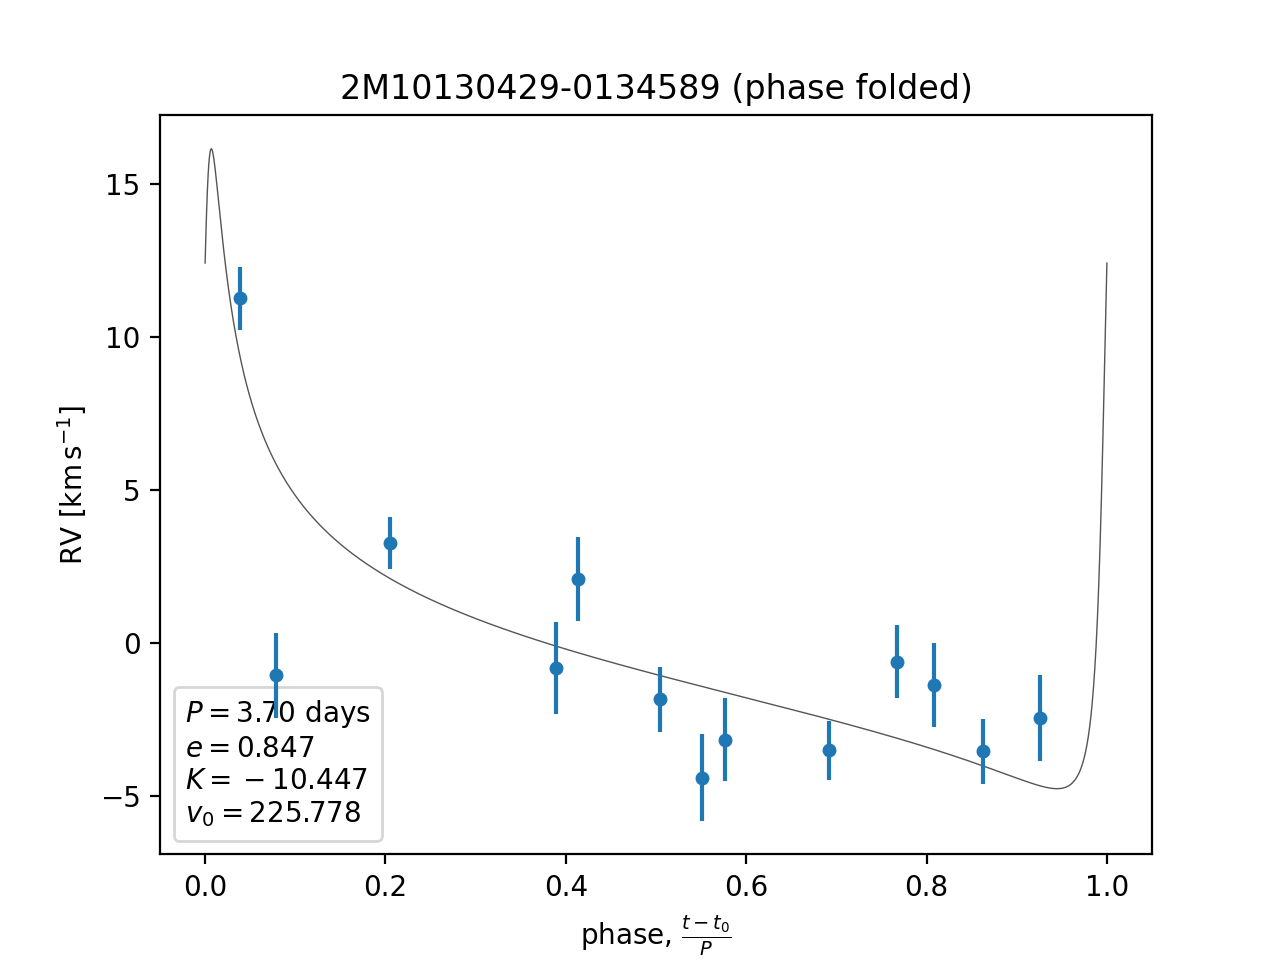 2M10130429-0134589 (phase folded)
15
10
5
0
−5
RV [km s⁻¹]
P = 3.70 days
e = 0.847
K = −10.447
v₀ = 225.778
0.0 0.2 0.4 0.6 0.8 1.0
phase, (t − t₀)/P